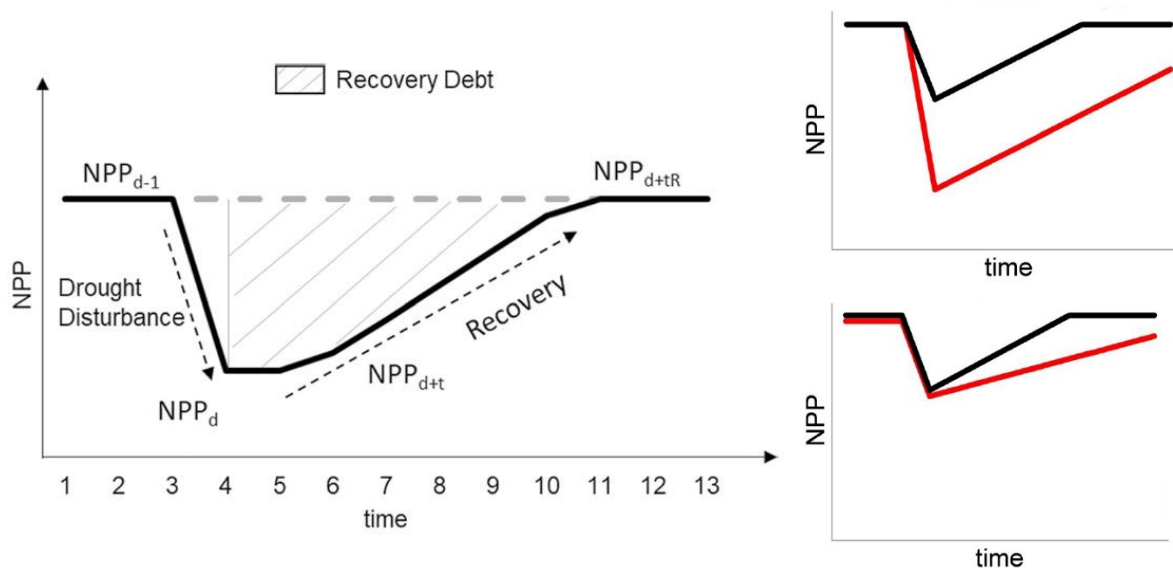 Recovery Debt
NPPd-1
NPPd+tR
NPP
Drought
Disturbance
Recovery
NPPd+t
NPPd
1 2 3 4 5 6 7 8 9 10 11 12 13
time
NPP
time
NPP
time